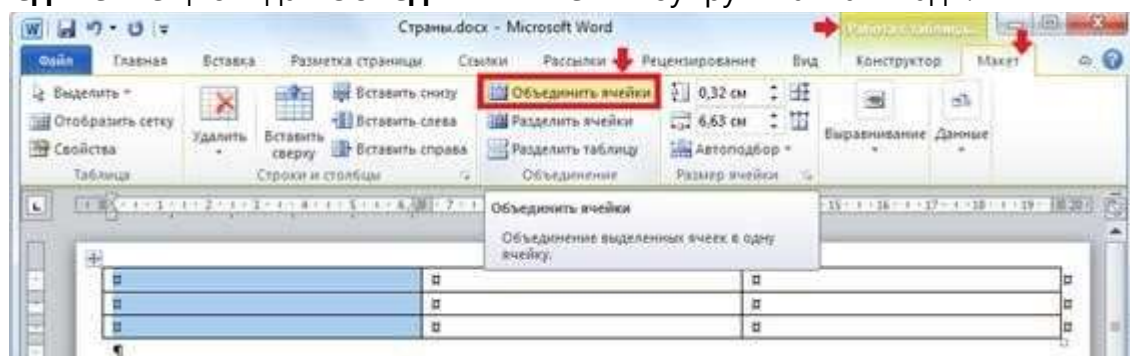 Страны.docx - Microsoft Word
Работа с таблиц...
Файл Главная Вставка Разметка страницы Ссылки Рассылки Рецензирование Вид Конструктор Макет
Выделить
Отобразить сетку
Свойства
Таблица
Удалить
Вставить сверху
Вставить снизу
Вставить слева
Вставить справа
Строки и столбцы
Объединить ячейки
Разделить ячейки
Разделить таблицу
Объединение
0,32 см
6,63 см
Автоподбор
Размер ячейки
Выравнивание
Данные
Объединить ячейки
Объединение выделенных ячеек в одну
ячейку.